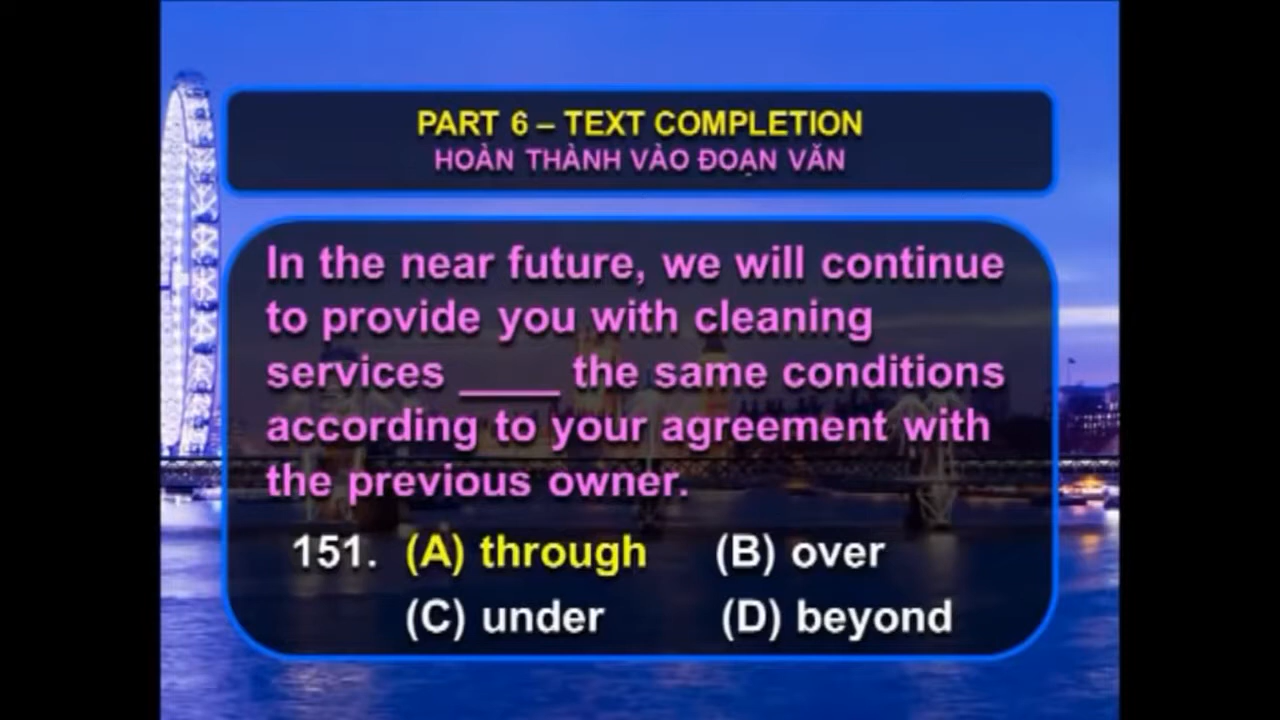 PART 6 – TEXT COMPLETION
HOÀN THÀNH VÀO ĐOẠN VĂN
In the near future, we will continue
to provide you with cleaning
services ____ the same conditions
according to your agreement with
the previous owner.
151. (A) through (B) over
(C) under (D) beyond